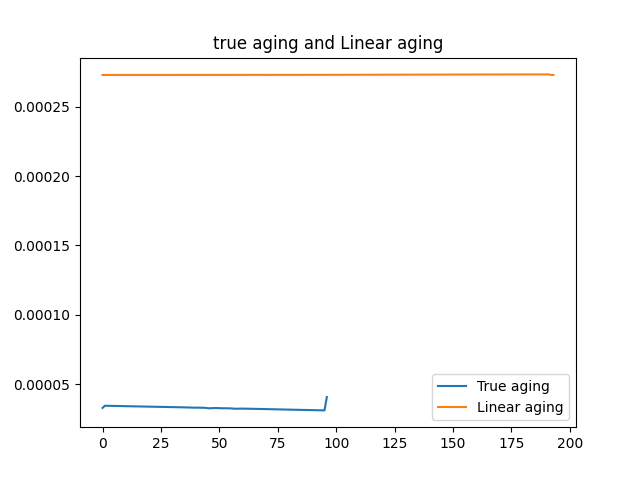 true aging and Linear aging
0.00025
0.00020
0.00015
0.00010
0.00005
True aging
Linear aging
0 25 50 75 100 125 150 175 200